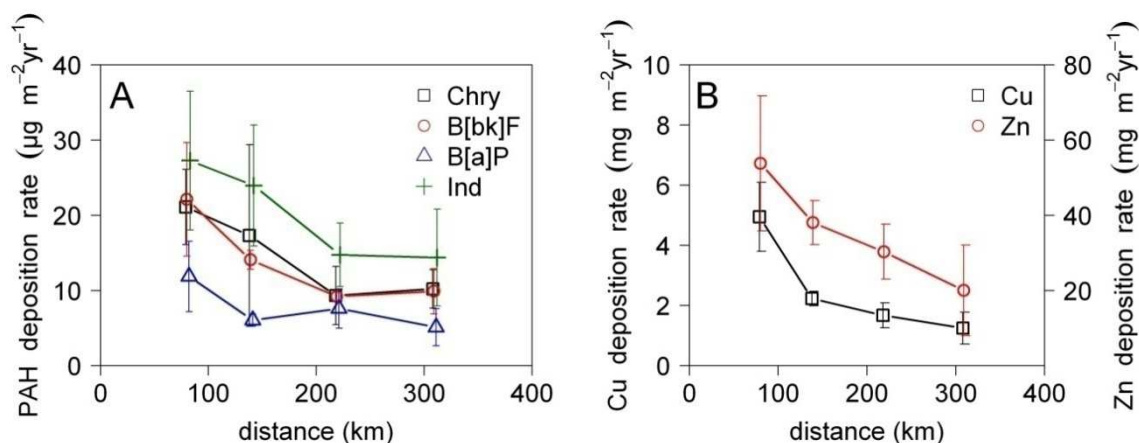 A
PAH deposition rate (µg m⁻²yr⁻¹)
40
30
20
10
0
Chry
B[bk]F
B[a]P
Ind
0 100 200 300 400
distance (km)
B
Cu deposition rate (mg m⁻²yr⁻¹)
10
8
6
4
2
0
Cu
Zn
80
60
40
20
Zn deposition rate (mg m⁻²yr⁻¹)
0 100 200 300 400
distance (km)